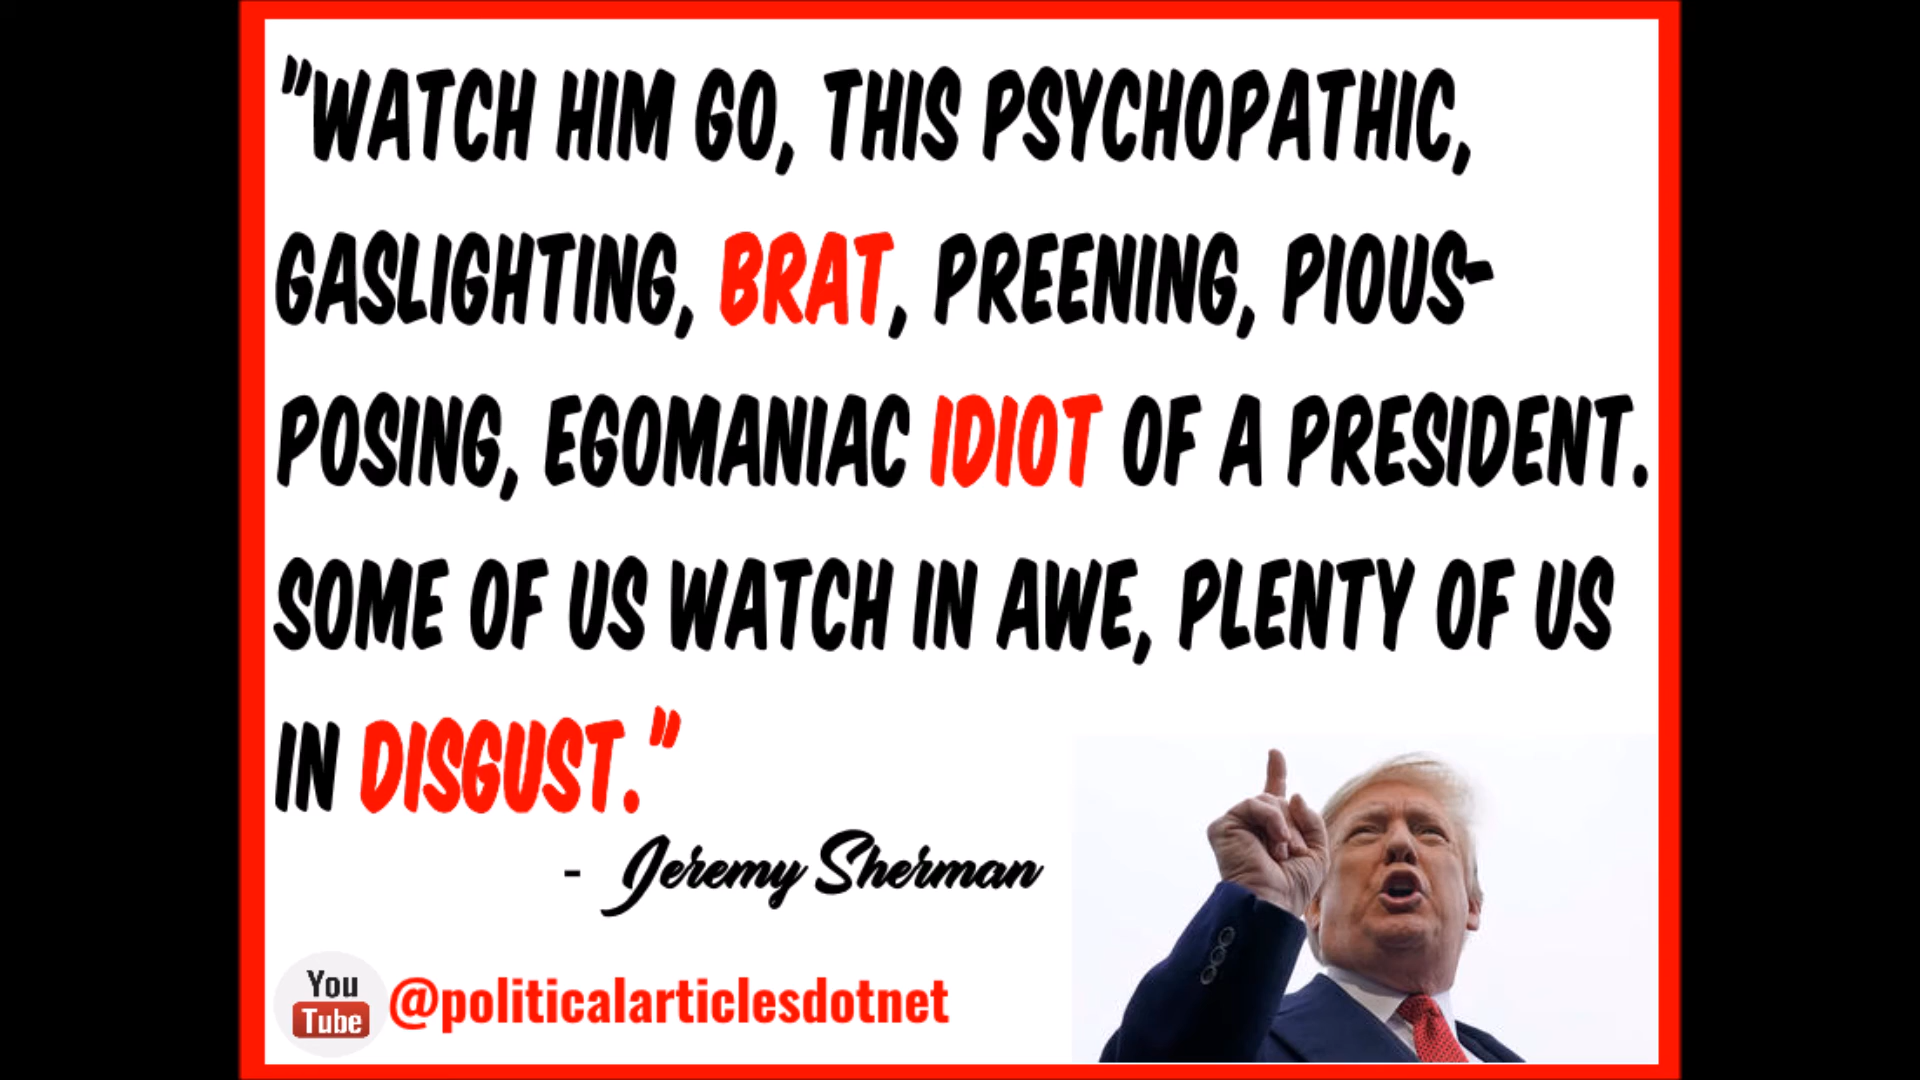 "WATCH HIM GO, THIS PSYCHOPATHIC,
GASLIGHTING, BRAT, PREENING, PIOUS-
POSING, EGOMANIAC IDIOT OF A PRESIDENT.
SOME OF US WATCH IN AWE, PLENTY OF US
IN DISGUST."
- Jeremy Sherman
You
Tube
@politicalarticlesdotnet